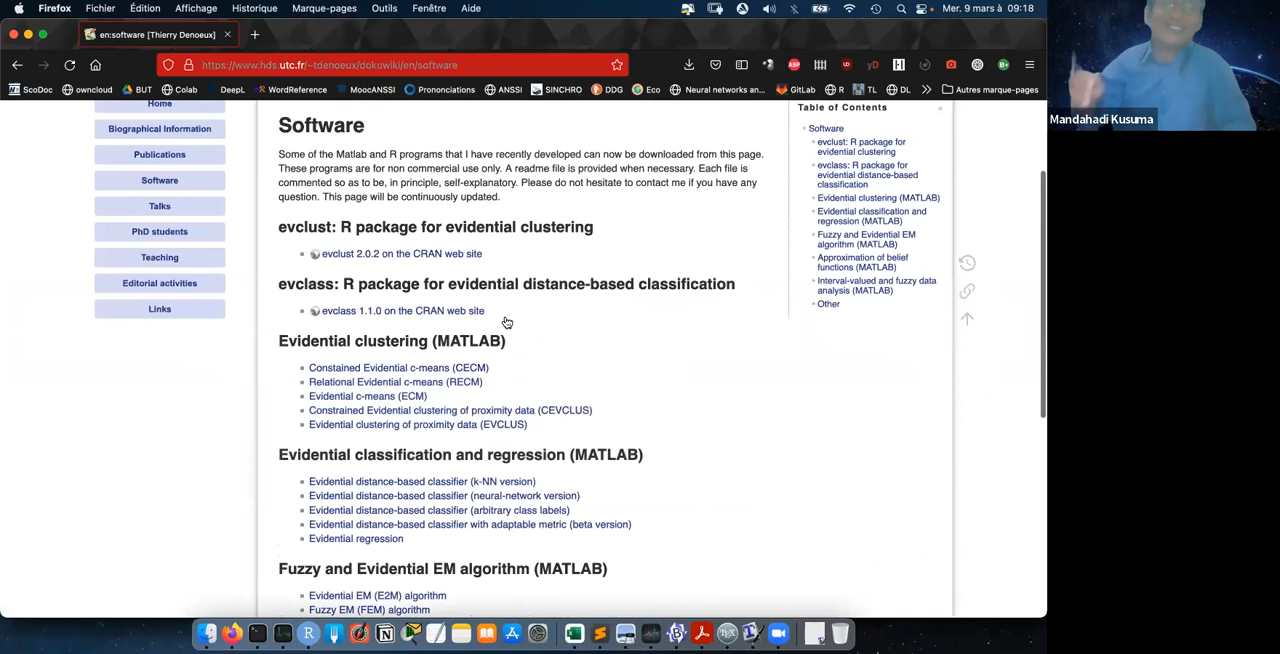 Firefox Fichier Édition Affichage Historique Marque-pages Outils Fenêtre Aide Mer. 9 mars à 09:18
en:software [Thierry Denoeux]
https://www.hds.utc.fr/~tdenoeux/dokuwiki/en/software
ScoDoc owncloud BUT Colab DeepL WordReference MoocANSSI Prononciations ANSSI SINCHRO DDG Eco Neural networks an... GitLab R TL DL Autres marque-pages
Mandahadi Kusuma
Home
Biographical Information
Publications
Software
Talks
PhD students
Teaching
Editorial activities
Links
Software
Some of the Matlab and R programs that I have recently developed can now be downloaded from this page.
These programs are for non commercial use only. A readme file is provided when necessary. Each file is
commented so as to be, in principle, self-explanatory. Please do not hesitate to contact me if you have any
question. This page will be continuously updated.
evclust: R package for evidential clustering
evclust 2.0.2 on the CRAN web site
evclass: R package for evidential distance-based classification
evclass 1.1.0 on the CRAN web site
Evidential clustering (MATLAB)
Constained Evidential c-means (CECM)
Relational Evidential c-means (RECM)
Evidential c-means (ECM)
Constrained Evidential clustering of proximity data (CEVCLUS)
Evidential clustering of proximity data (EVCLUS)
Evidential classification and regression (MATLAB)
Evidential distance-based classifier (k-NN version)
Evidential distance-based classifier (neural-network version)
Evidential distance-based classifier (arbitrary class labels)
Evidential distance-based classifier with adaptable metric (beta version)
Evidential regression
Fuzzy and Evidential EM algorithm (MATLAB)
Evidential EM (E2M) algorithm
Fuzzy EM (FEM) algorithm
Table of Contents
Software
evclust: R package for
evidential clustering
evclass: R package for
evidential distance-based
classification
Evidential clustering (MATLAB)
Evidential classification and
regression (MATLAB)
Fuzzy and Evidential EM
algorithm (MATLAB)
Approximation of belief
functions (MATLAB)
Interval-valued and fuzzy data
analysis (MATLAB)
Other